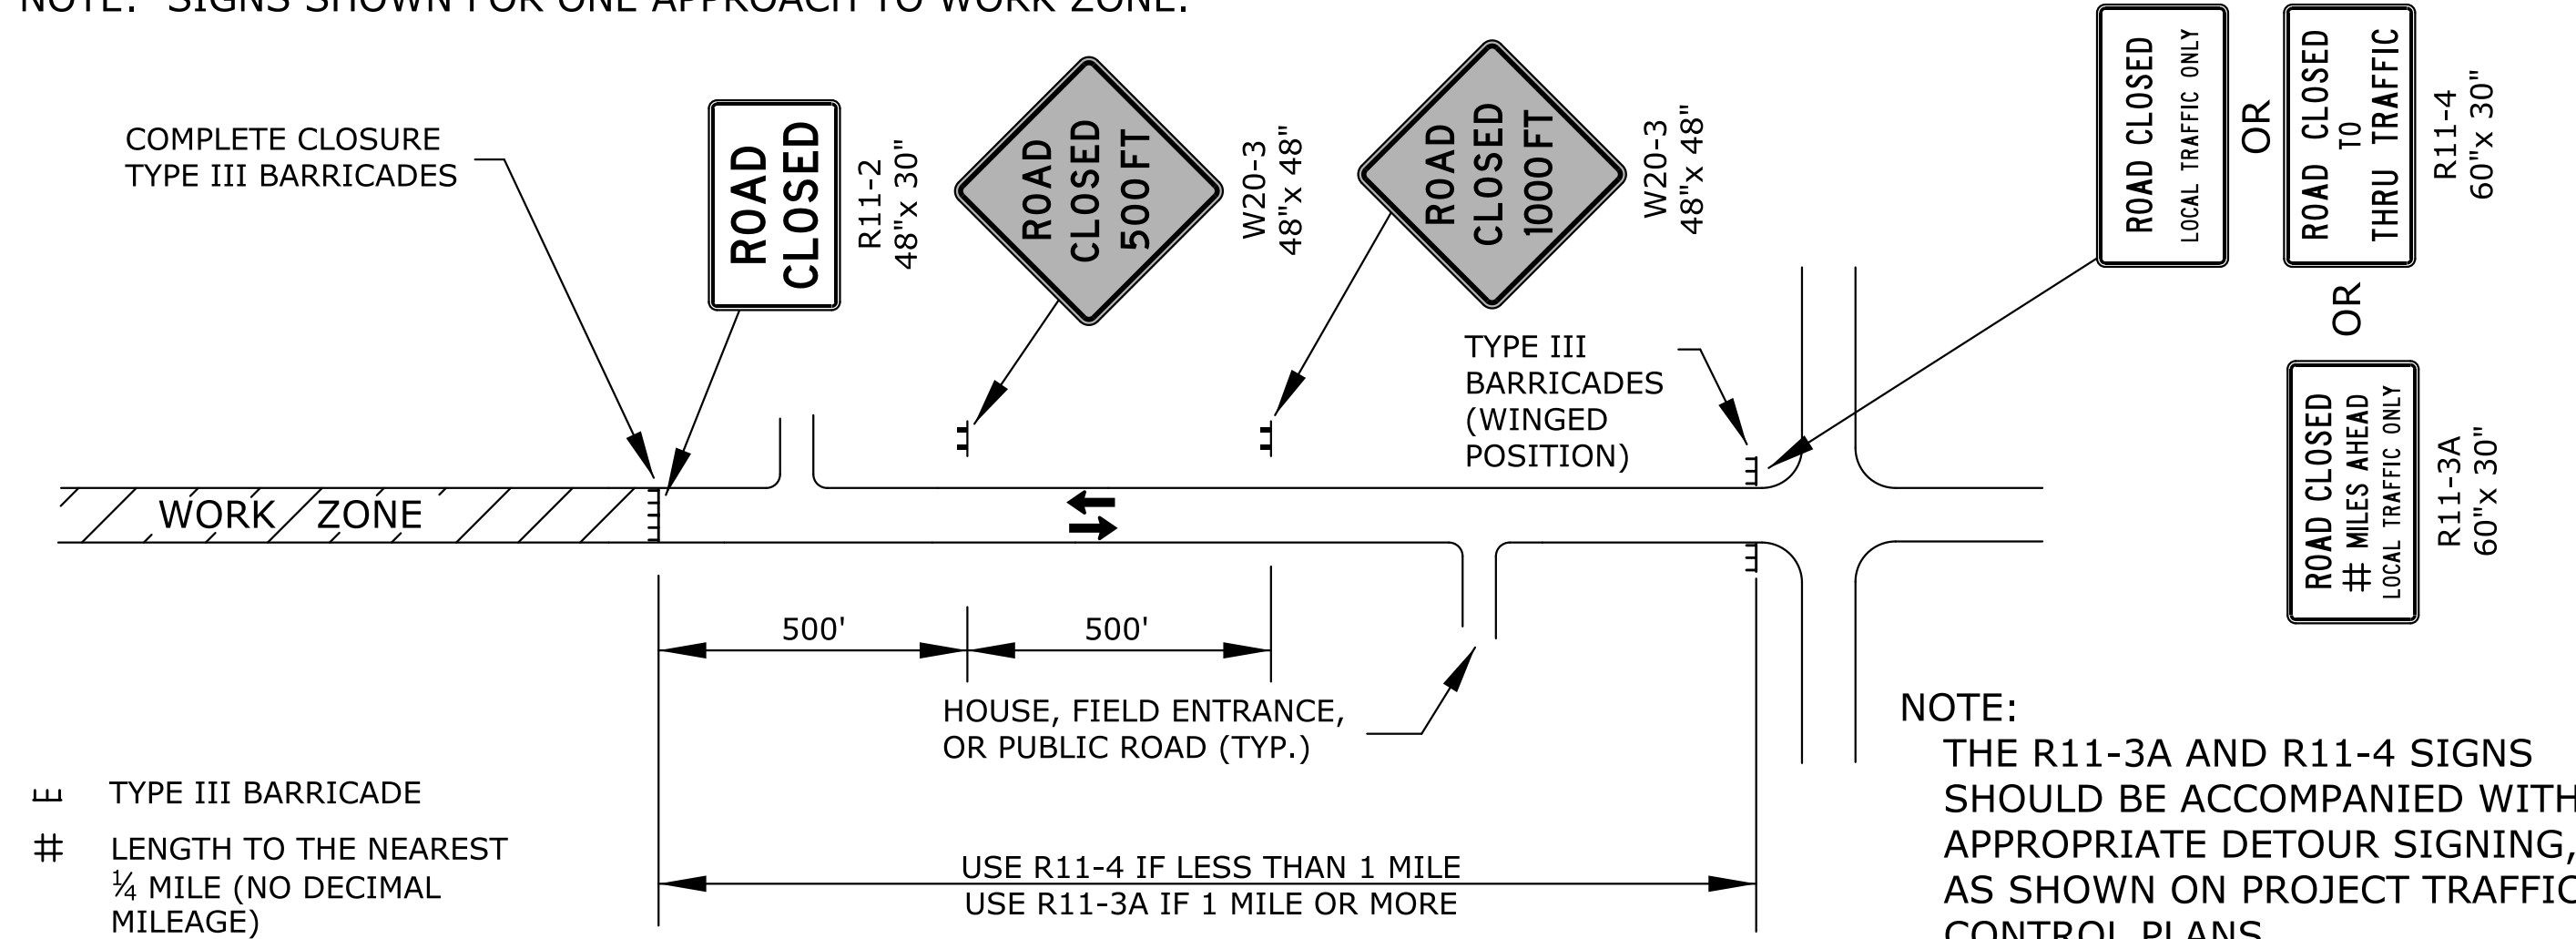 NOTE: SIGNS SHOWN FOR ONE APPROACH TO WORK ZONE.
COMPLETE CLOSURE
TYPE III BARRICADES
ROAD
CLOSED
R11-2
48"x 30"
ROAD
CLOSED
500FT
W20-3
48"x 48"
ROAD
CLOSED
1000FT
W20-3
48"x 48"
ROAD CLOSED
LOCAL TRAFFIC ONLY
OR
ROAD CLOSED
TO
THRU TRAFFIC
R11-4
60"x 30"
OR
ROAD CLOSED
# MILES AHEAD
LOCAL TRAFFIC ONLY
R11-3A
60"x 30"
TYPE III
BARRICADES
(WINGED
POSITION)
WORK ZONE
500'
500'
HOUSE, FIELD ENTRANCE,
OR PUBLIC ROAD (TYP.)
TYPE III BARRICADE
# LENGTH TO THE NEAREST
¼ MILE (NO DECIMAL
MILEAGE)
USE R11-4 IF LESS THAN 1 MILE
USE R11-3A IF 1 MILE OR MORE
NOTE:
THE R11-3A AND R11-4 SIGNS
SHOULD BE ACCOMPANIED WITH
APPROPRIATE DETOUR SIGNING,
AS SHOWN ON PROJECT TRAFFIC
CONTROL PLANS